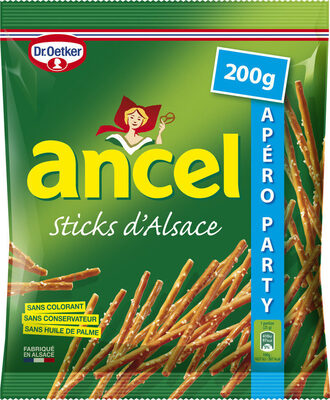 Dr.Oetker
200g
APÉRO PARTY
ancel
Sticks d'Alsace
SANS COLORANT
SANS CONSERVATEUR
SANS HUILE DE PALME
FABRIQUÉ
EN ALSACE